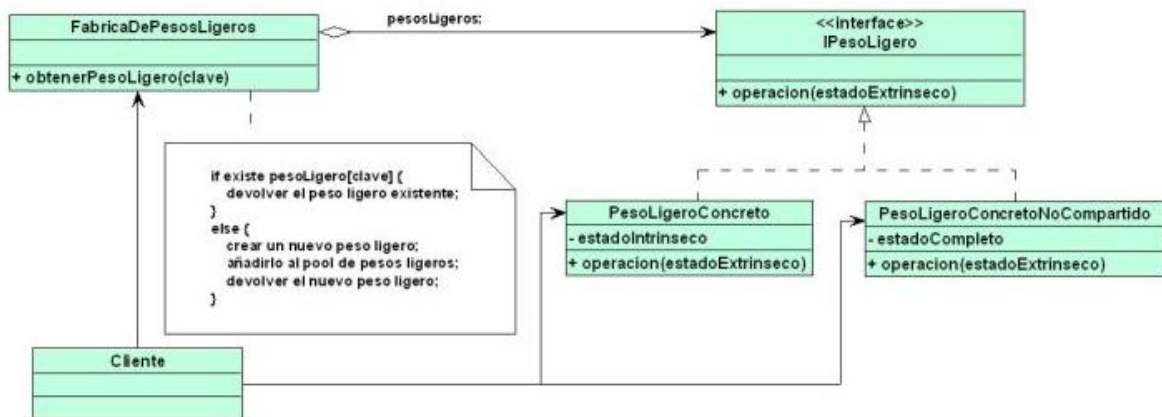 FabricaDePesosLigeros
+ obtenerPesoLigero(clave)
pesosLigeros:
<<interface>>
IPesoLigero
+ operacion(estadoExtrinseco)
if existe pesoLigero[clave] {
devolver el peso ligero existente;
}
else {
crear un nuevo peso ligero;
añadirlo al pool de pesos ligeros;
devolver el nuevo peso ligero;
}
PesoLigeroConcreto
- estadoIntrinseco
+ operacion(estadoExtrinseco)
PesoLigeroConcretoNoCompartido
- estadoCompleto
+ operacion(estadoExtrinseco)
Cliente